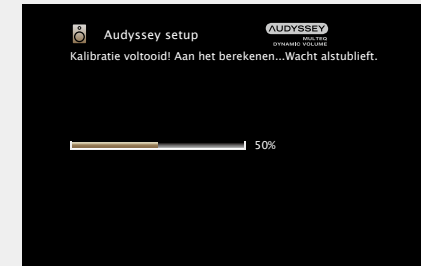 Audyssey setup
AUDYSSEY
MULTEQ
DYNAMIC VOLUME
Kalibratie voltooid! Aan het berekenen...Wacht alstublieft.
50%